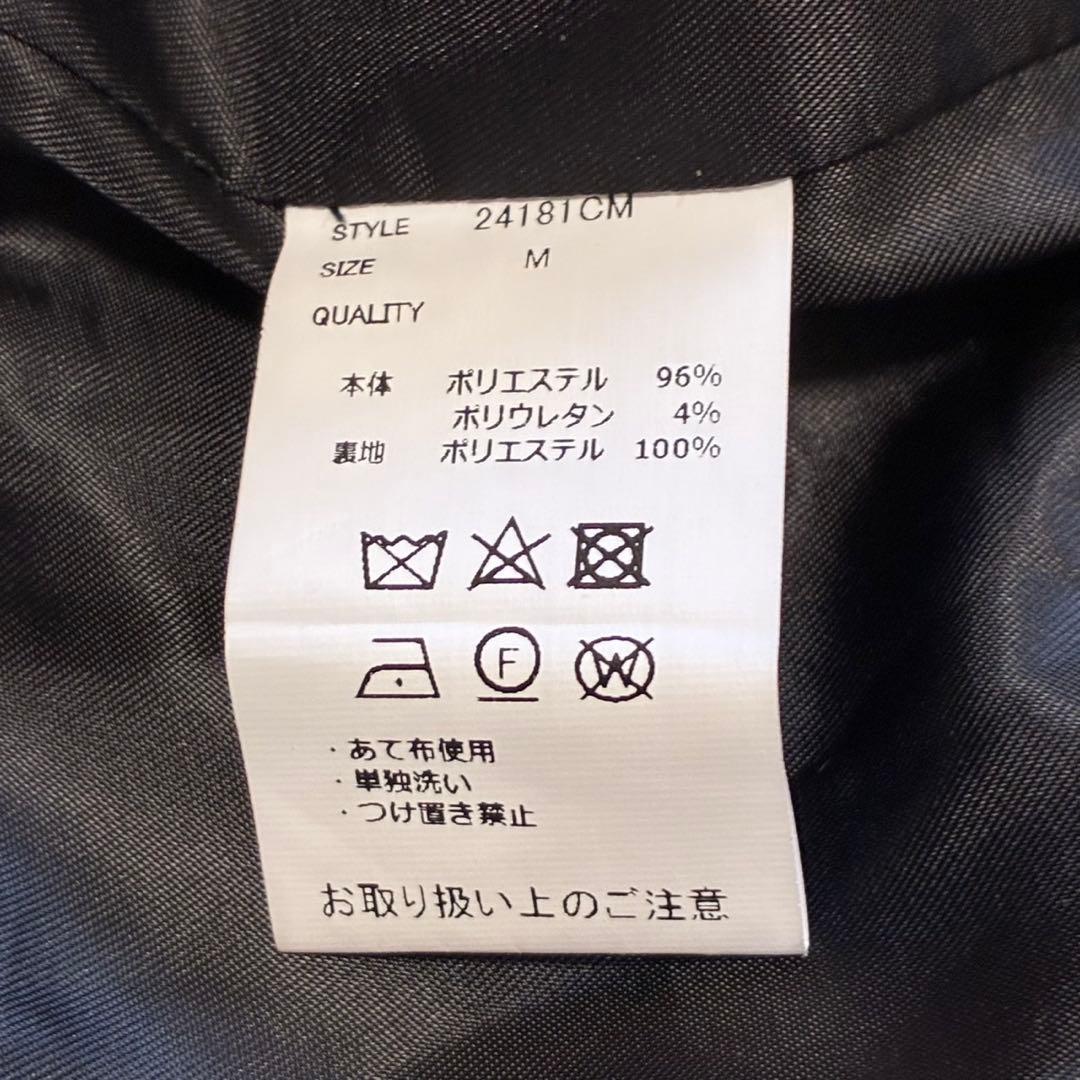 STYLE 24181CM
SIZE M
QUALITY
本体 ポリエステル 96%
ポリウレタン 4%
裏地 ポリエステル 100%
F
W
・あて布使用
・単独洗い
・つけ置き禁止
お取り扱い上のご注意